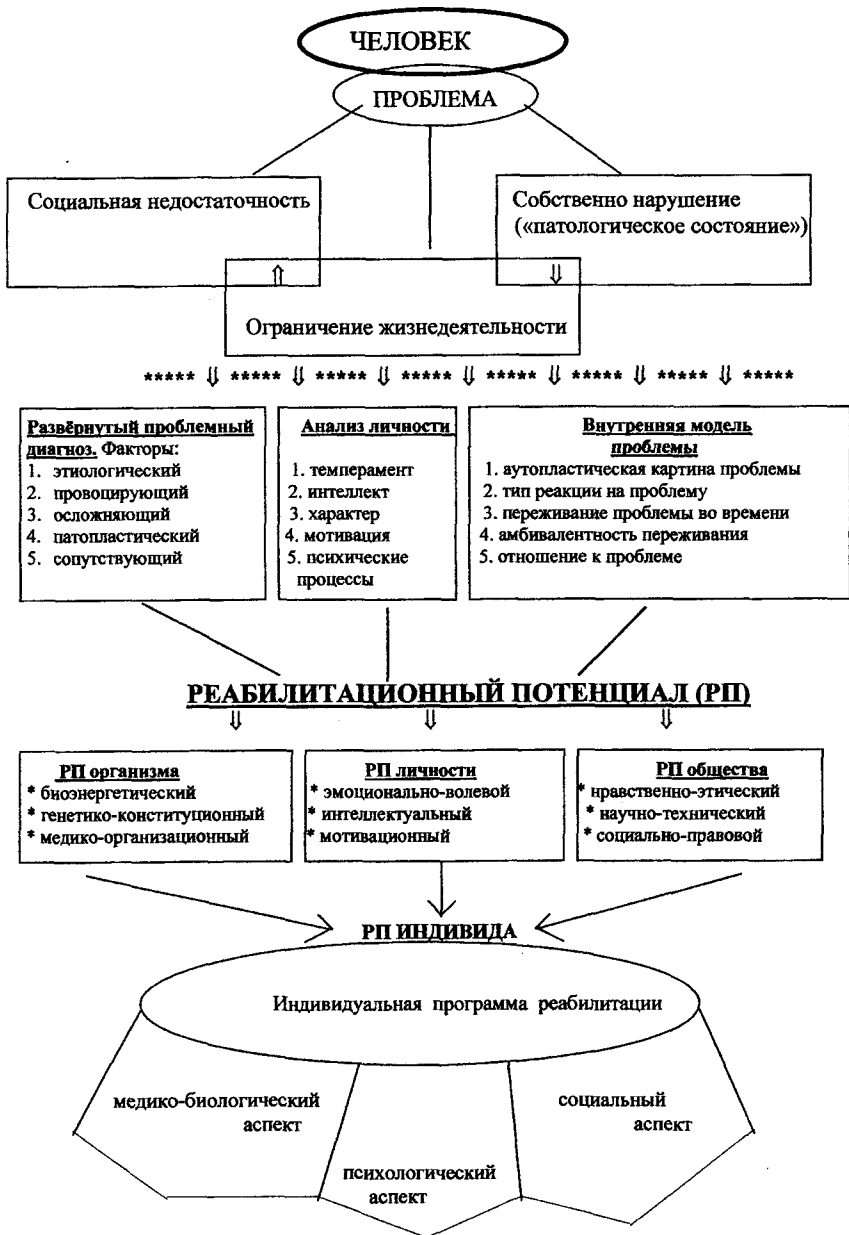 ЧЕЛОВЕК
ПРОБЛЕМА
Социальная недостаточность
Собственно нарушение
(«патологическое состояние»)
⇑ ⇓
Ограничение жизнедеятельности
***** ⇓ ***** ⇓ ***** ⇓ ***** ⇓ ***** ⇓ ***** ⇓ ***** ⇓ *****
Развёрнутый проблемный
диагноз. Факторы:
1. этиологический
2. провоцирующий
3. осложняющий
4. патопластический
5. сопутствующий
Анализ личности
1. темперамент
2. интеллект
3. характер
4. мотивация
5. психические
процессы
Внутренняя модель
проблемы
1. аутопластическая картина проблемы
2. тип реакции на проблему
3. переживание проблемы во времени
4. амбивалентность переживания
5. отношение к проблеме
РЕАБИЛИТАЦИОННЫЙ ПОТЕНЦИАЛ (РП)
⇓ ⇓ ⇓
РП организма
* биоэнергетический
* генетико-конституционный
* медико-организационный
РП личности
* эмоционально-волевой
* интеллектуальный
* мотивационный
РП общества
* нравственно-этический
* научно-технический
* социально-правовой
РП ИНДИВИДА
Индивидуальная программа реабилитации
медико-биологический
аспект
психологический
аспект
социальный
аспект